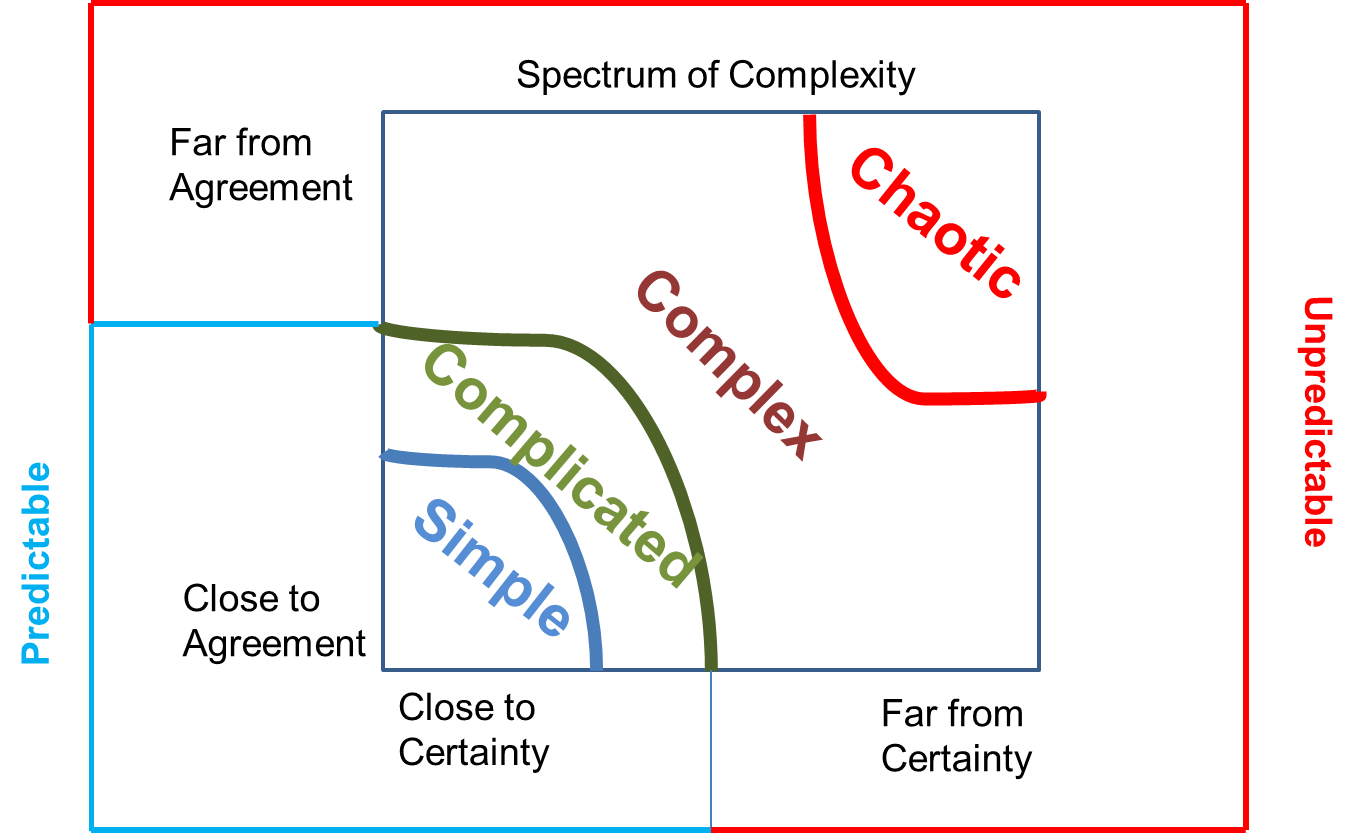 Spectrum of Complexity
Far from
Agreement
Chaotic
Complex
Complicated
Simple
Predictable
Unpredictable
Close to
Agreement
Close to
Certainty
Far from
Certainty